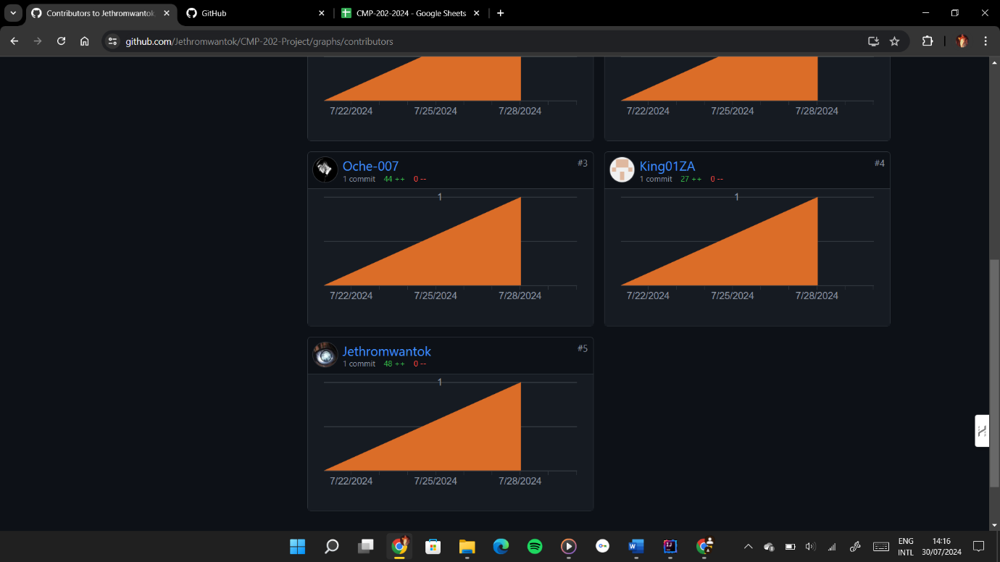 Contributors to Jethromwantok
GitHub
CMP-202-2024 - Google Sheets
github.com/Jethromwantok/CMP-202-Project/graphs/contributors
7/22/2024 7/25/2024 7/28/2024
7/22/2024 7/25/2024 7/28/2024
Oche-007
#3
1 commit 44 ++ 0 --
1
7/22/2024 7/25/2024 7/28/2024
King01ZA
#4
1 commit 27 ++ 0 --
1
7/22/2024 7/25/2024 7/28/2024
Jethromwantok
#5
1 commit 48 ++ 0 --
1
7/22/2024 7/25/2024 7/28/2024
ENG
INTL
14:16
30/07/2024